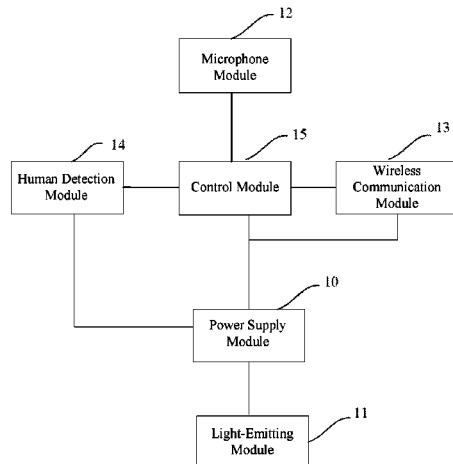 12
Microphone
Module
14
15
13
Human Detection
Module
Control Module
Wireless
Communication
Module
10
Power Supply
Module
11
Light-Emitting
Module